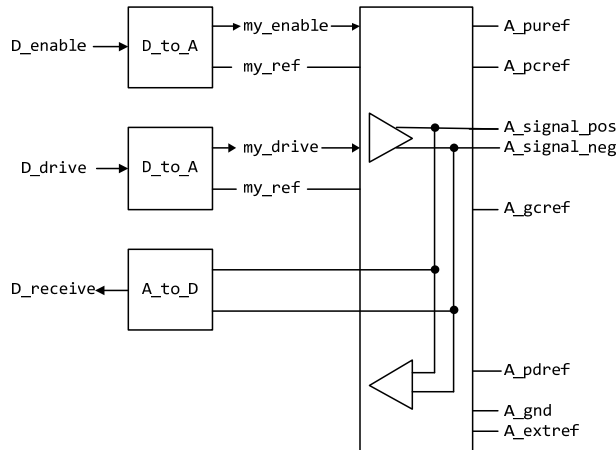 D_enable
D_to_A
my_enable
my_ref
A_puref
A_pcref
D_drive
D_to_A
my_drive
my_ref
A_signal_pos
A_signal_neg
A_gcref
D_receive
A_to_D
A_pdref
A_gnd
A_extref